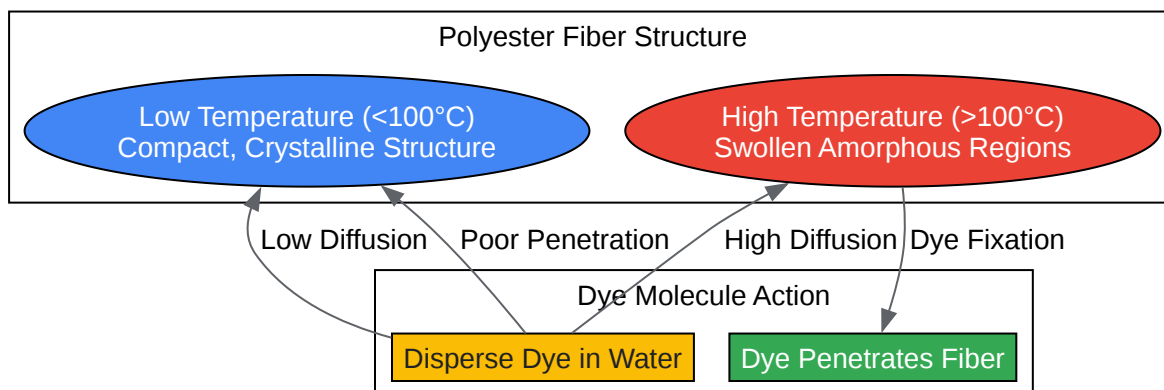 Polyester Fiber Structure
Low Temperature (<100°C)
Compact, Crystalline Structure
High Temperature (>100°C)
Swollen Amorphous Regions
Low Diffusion
Poor Penetration
High Diffusion
Dye Fixation
Dye Molecule Action
Disperse Dye in Water
Dye Penetrates Fiber